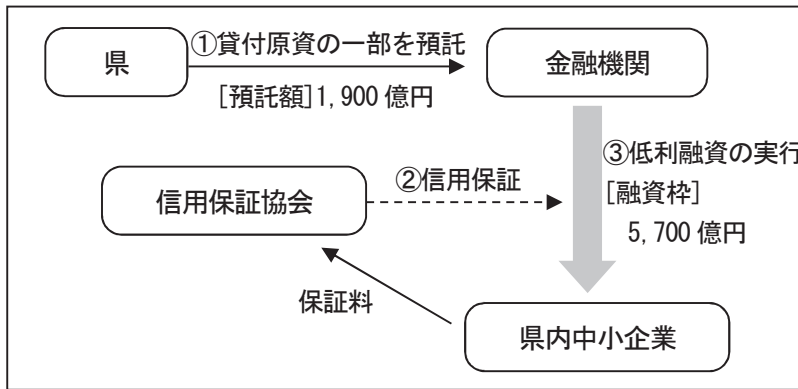 県
①貸付原資の一部を預託
[預託額]1,900 億円
金融機関
③低利融資の実行
[融資枠]
5,700 億円
信用保証協会
②信用保証
保証料
県内中小企業